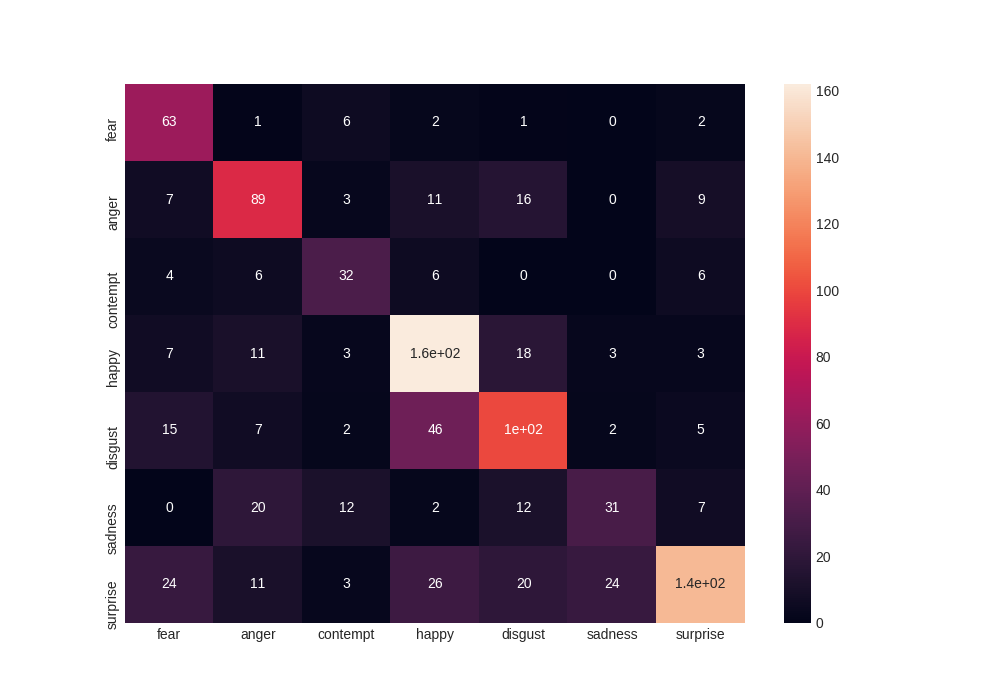 fear 63 1 6 2 1 0 2
anger 7 89 3 11 16 0 9
contempt 4 6 32 6 0 0 6
happy 7 11 3 1.6e+02 18 3 3
disgust 15 7 2 46 1e+02 2 5
sadness 0 20 12 2 12 31 7
surprise 24 11 3 26 20 24 1.4e+02
fear anger contempt happy disgust sadness surprise
160
140
120
100
80
60
40
20
0